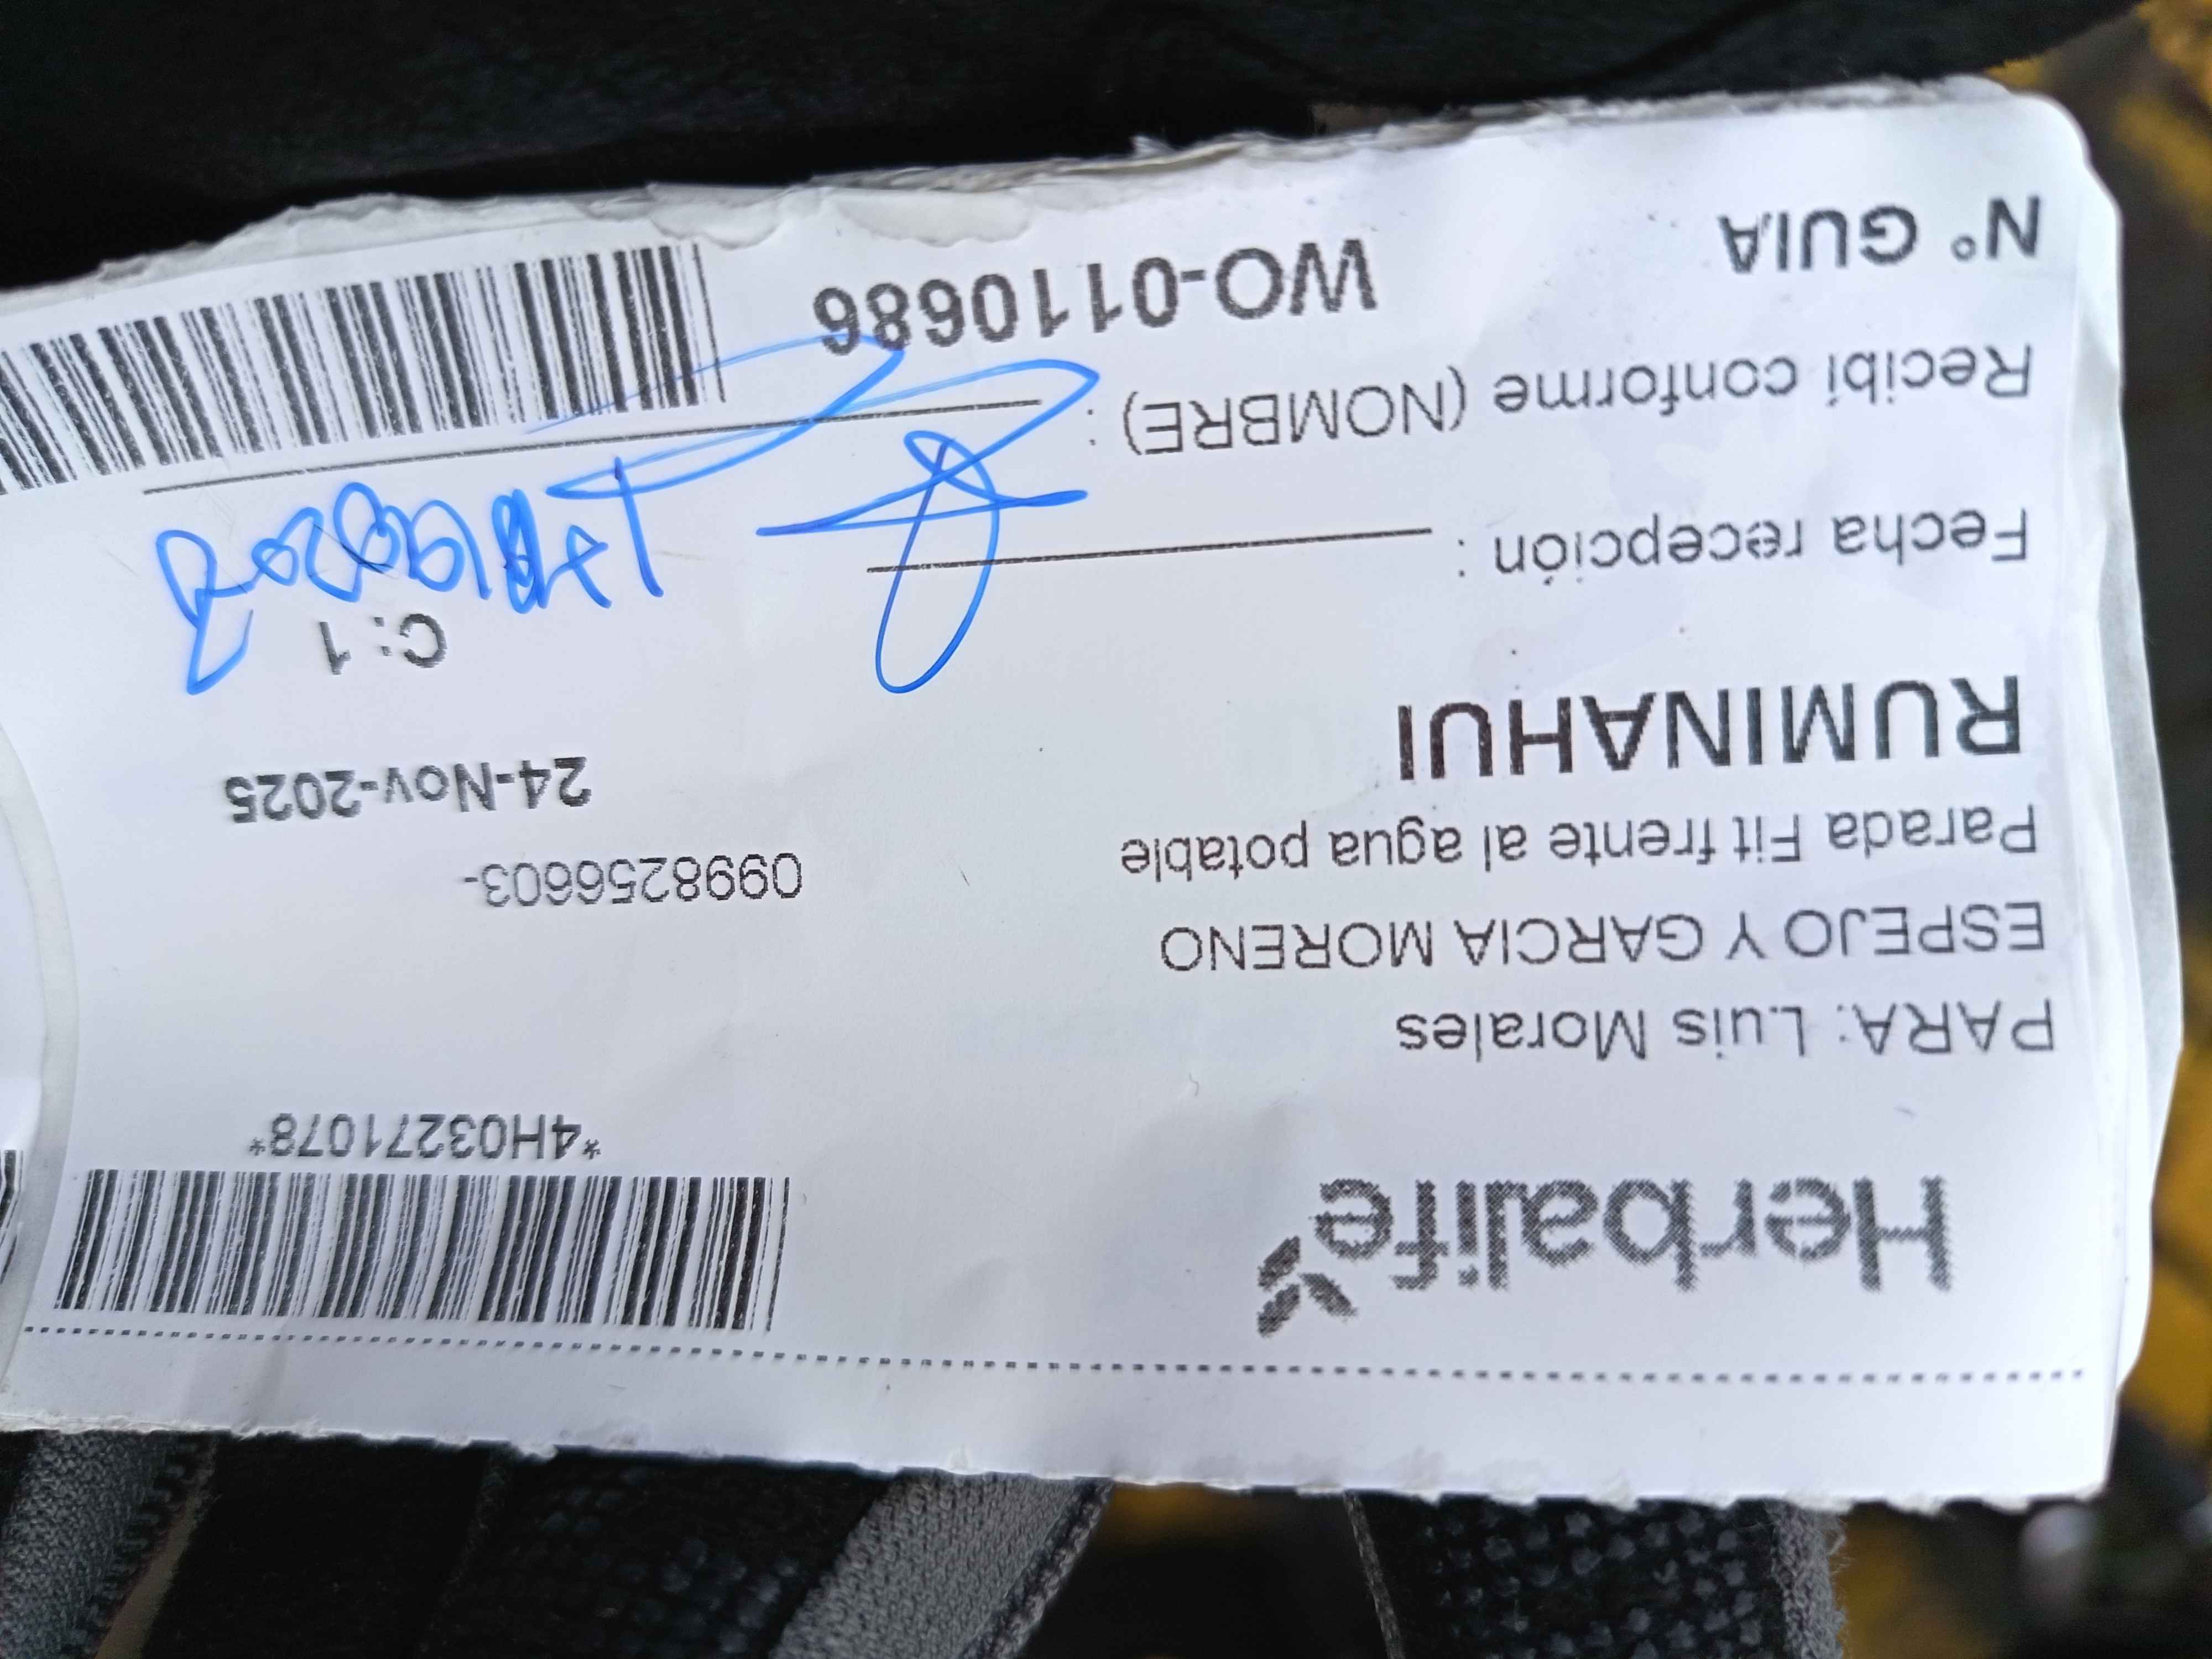 Herbalife
*4H03271078*
PARA: Luis Morales
ESPEJO Y GARCIA MORENO
Parada Fit frente al agua potable
0998256603-
RUMINAHUI
24-Nov-2025
C: 1
Fecha recepción :
Recibí conforme (NOMBRE) :
N° GUIA
WO-0110686